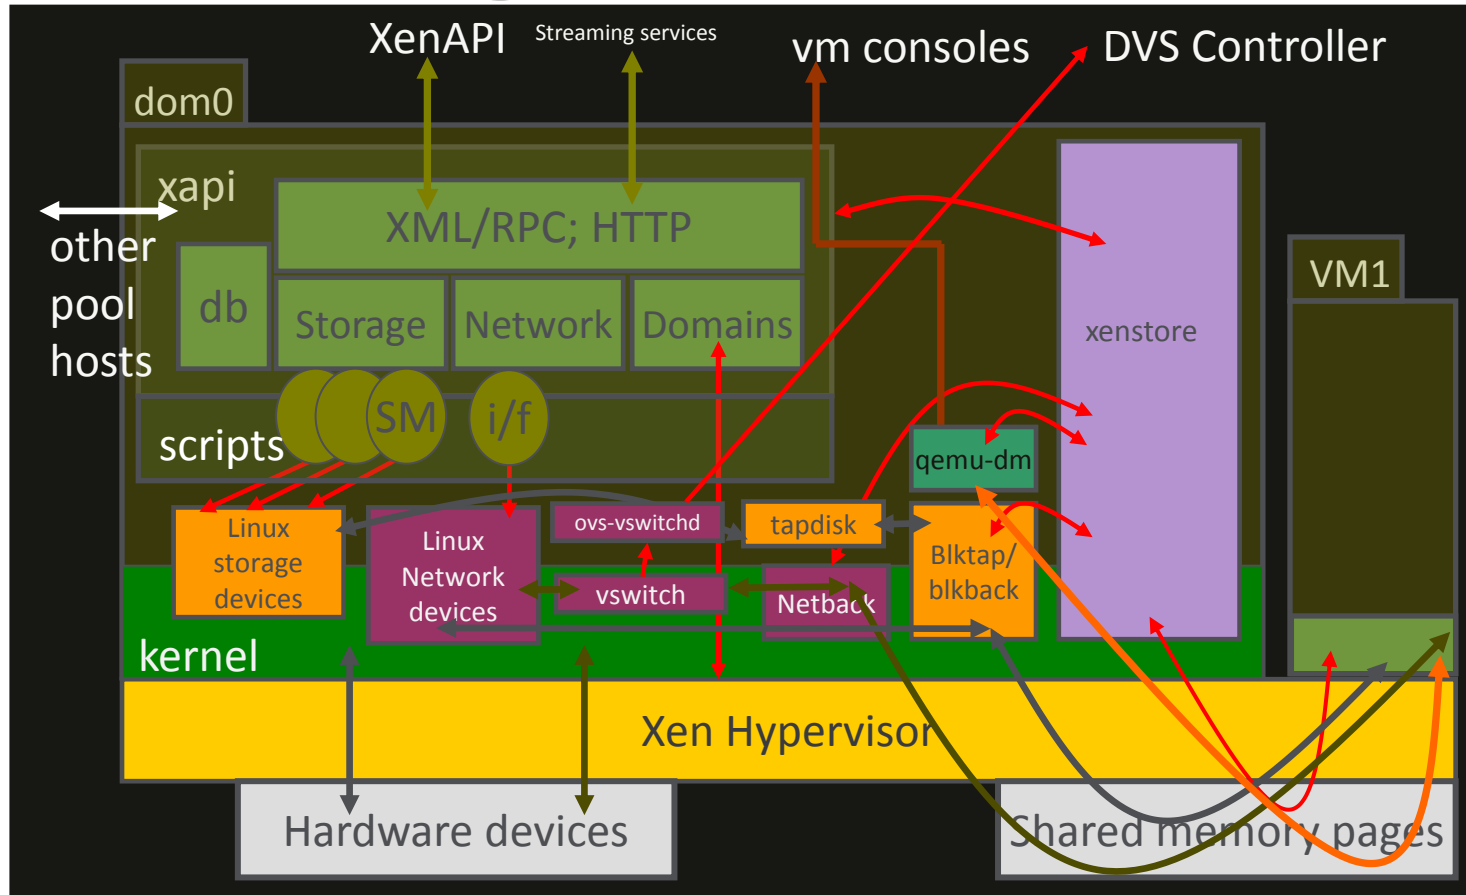 XenAPI
Streaming services
vm consoles
DVS Controller
dom0
xapi
XML/RPC; HTTP
other
pool
hosts
db
Storage
Network
Domains
xenstore
VM1
scripts
SM
i/f
qemu-dm
Linux
storage
devices
Linux
Network
devices
ovs-vswitchd
vswitch
tapdisk
Netback
Blktap/
blkback
kernel
Xen Hypervisor
Hardware devices
Shared memory pages